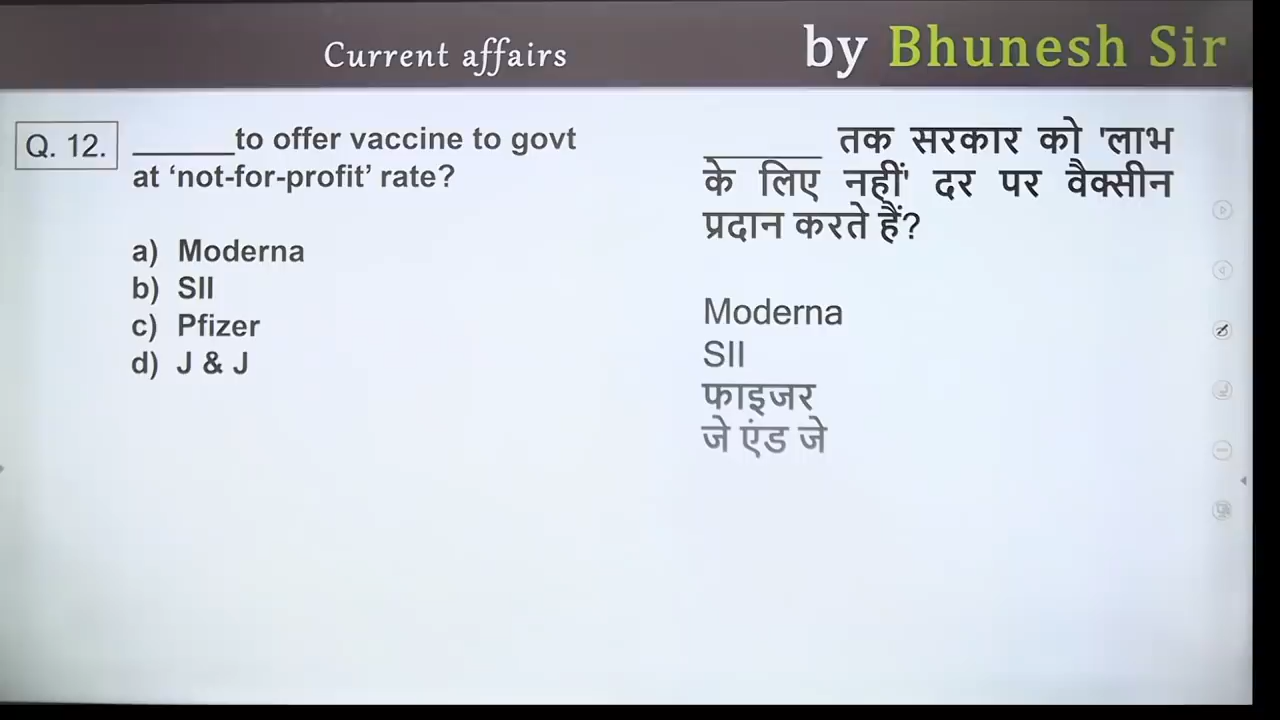 Current affairs
by Bhunesh Sir
Q. 12.
______to offer vaccine to govt
at ‘not-for-profit’ rate?
a) Moderna
b) SII
c) Pfizer
d) J & J
_______ तक सरकार को 'लाभ
के लिए नहीं' दर पर वैक्सीन
प्रदान करते हैं?
Moderna
SII
फाइजर
जे एंड जे